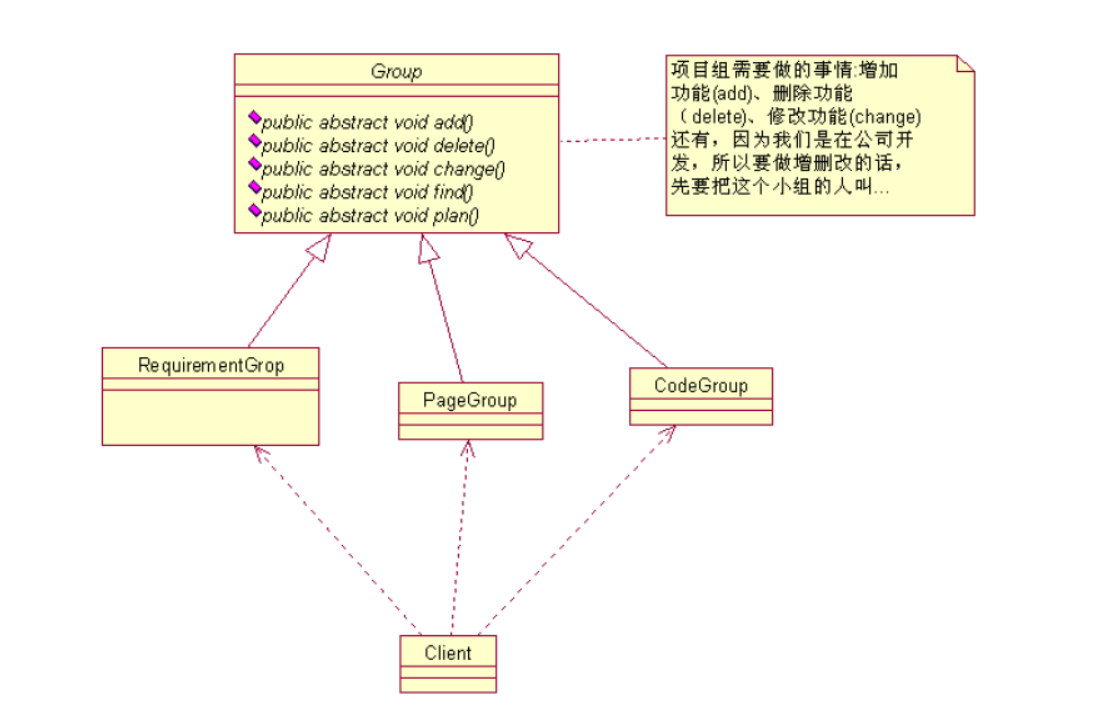 Group
public abstract void add()
public abstract void delete()
public abstract void change()
public abstract void find()
public abstract void plan()
项目组需要做的事情:增加
功能(add)、删除功能
（delete)、修改功能(change)
还有，因为我们是在公司开
发，所以要做增删改的话，
先要把这个小组的人叫...
RequirementGrop
PageGroup
CodeGroup
Client